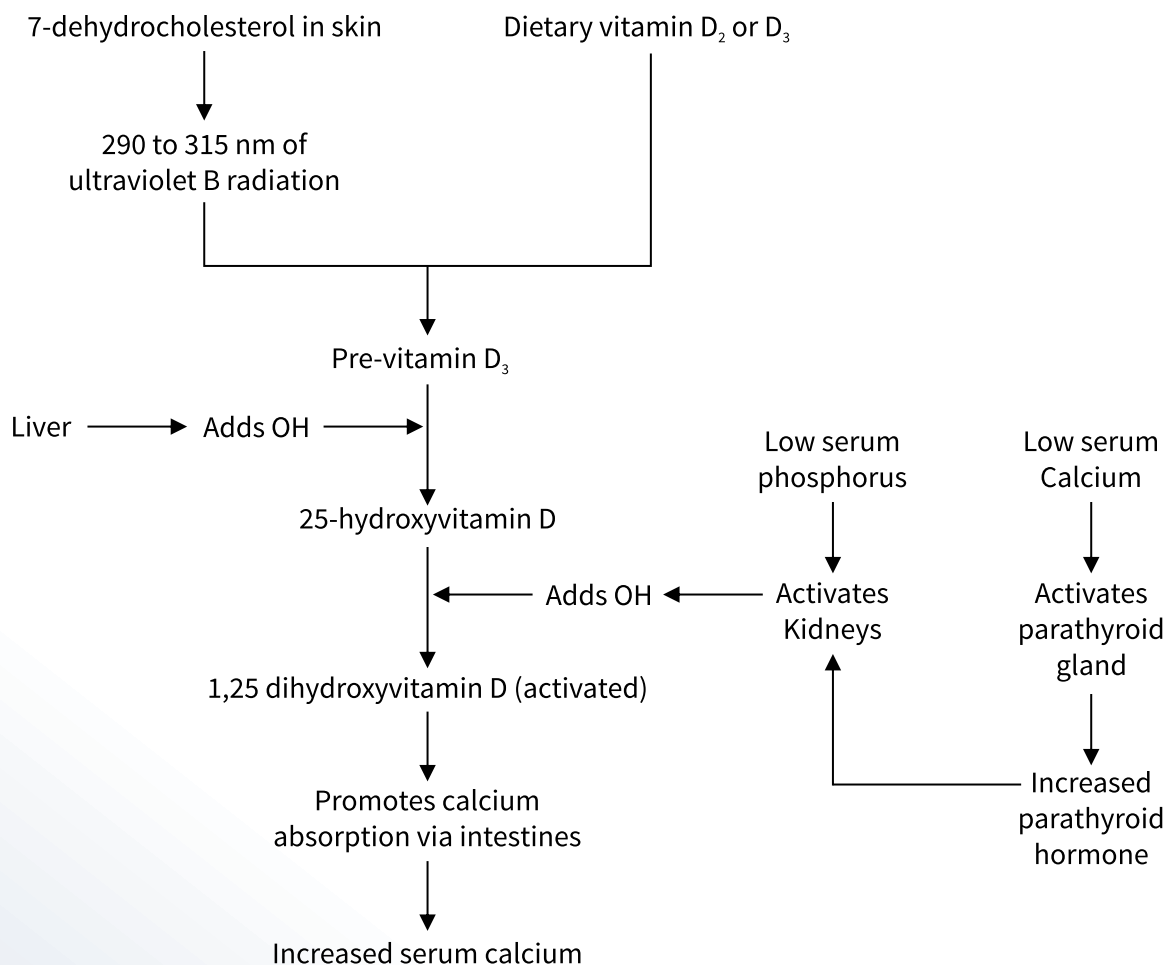 7-dehydrocholesterol in skin
Dietary vitamin D₂ or D₃
290 to 315 nm of
ultraviolet B radiation
Pre-vitamin D₃
Liver
Adds OH
Low serum
phosphorus
Low serum
Calcium
25-hydroxyvitamin D
Adds OH
Activates
Kidneys
Activates
parathyroid
gland
1,25 dihydroxyvitamin D (activated)
Promotes calcium
absorption via intestines
Increased
parathyroid
hormone
Increased serum calcium